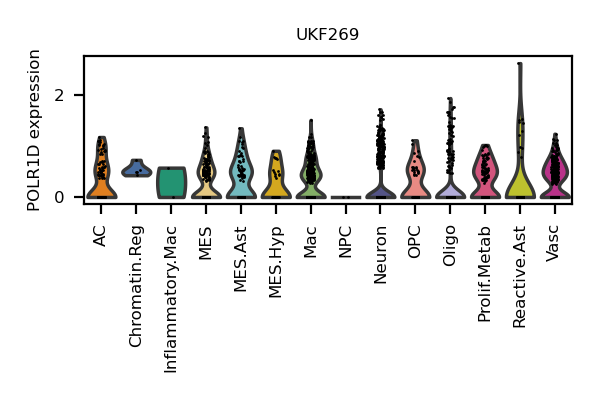 UKF269
POLR1D expression
2
0
AC
Chromatin.Reg
Inflammatory.Mac
MES
MES.Ast
MES.Hyp
Mac
NPC
Neuron
OPC
Oligo
Prolif.Metab
Reactive.Ast
Vasc